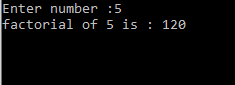 Enter number :5
factorial of 5 is : 120